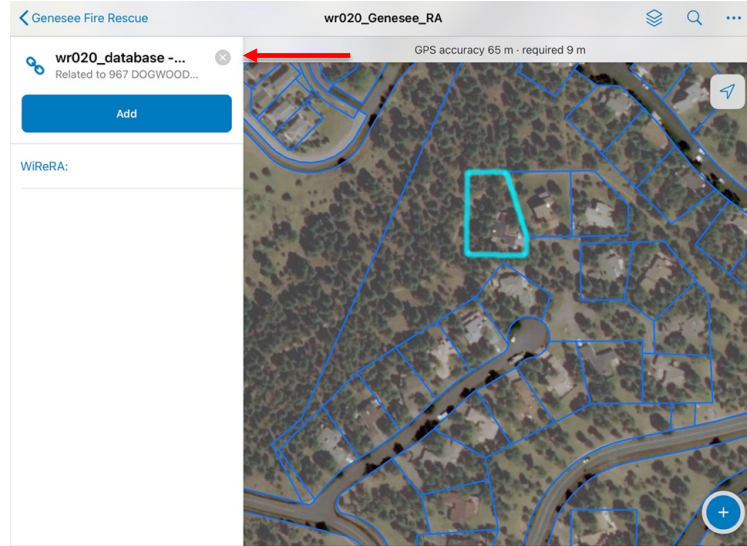 Genesee Fire Rescue
wr020_Genesee_RA
GPS accuracy 65 m · required 9 m
wr020_database -...
Related to 967 DOGWOOD...
Add
WiReRA: